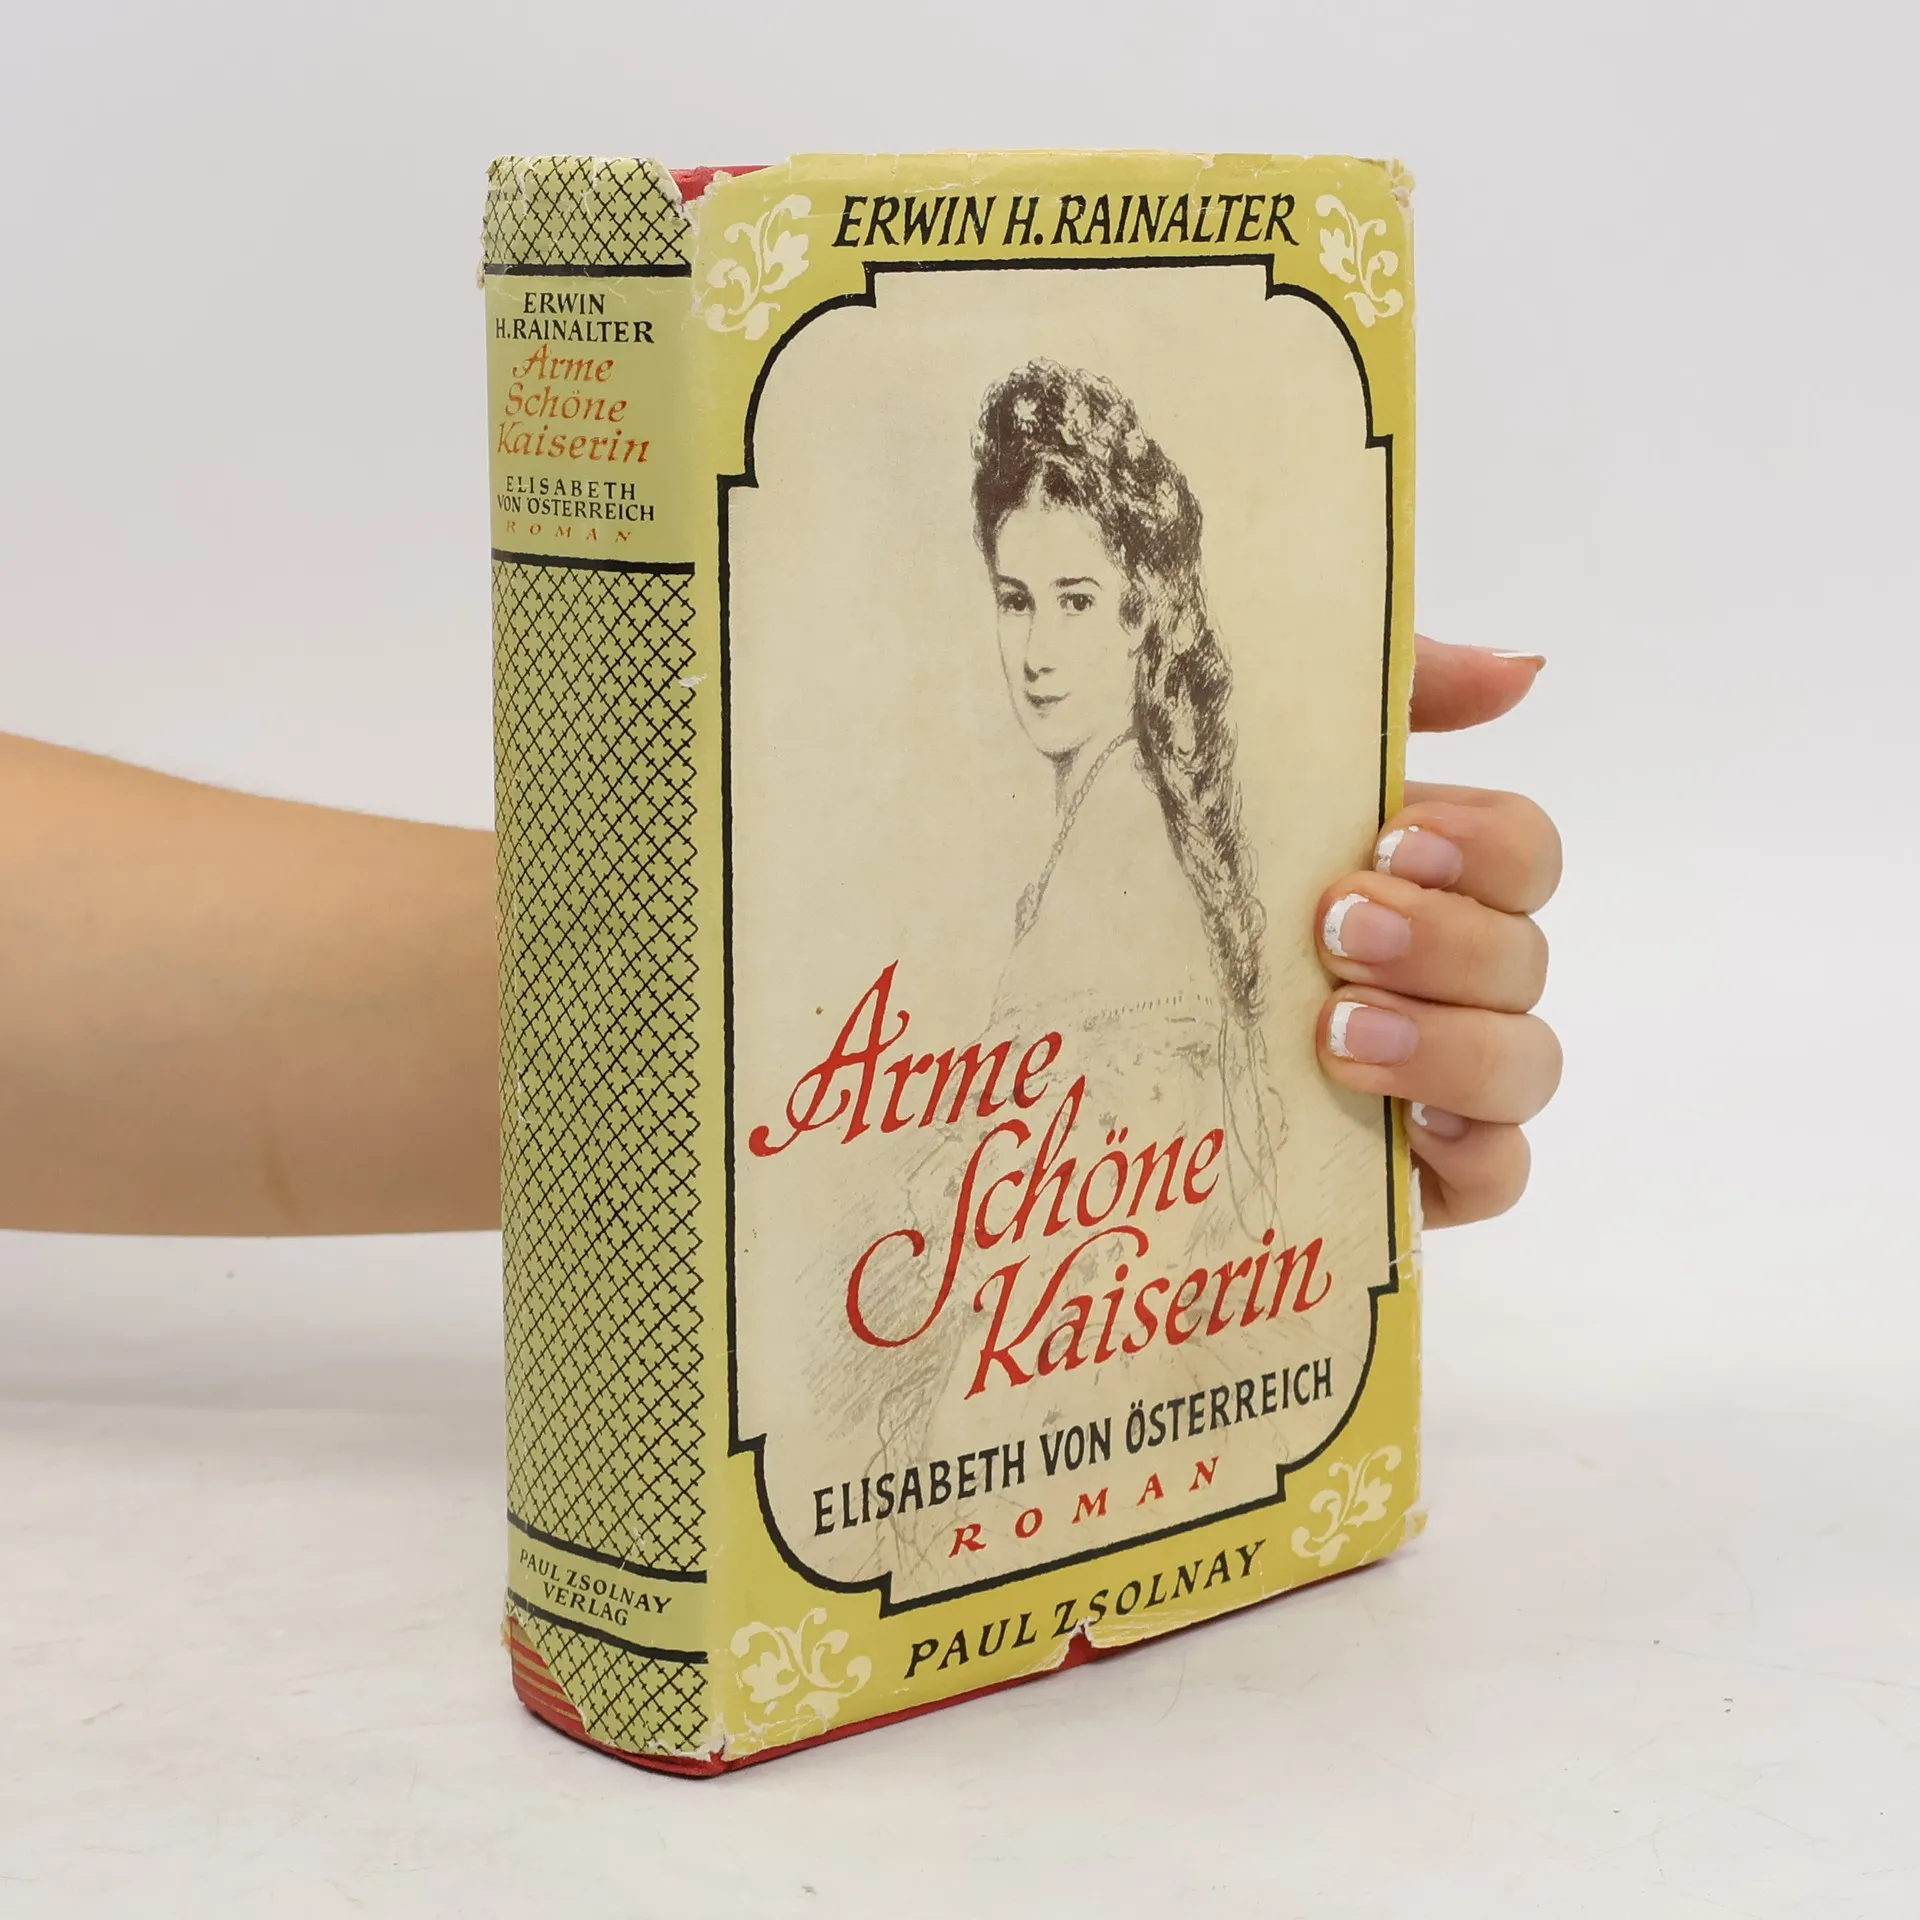 ERWIN
H. RAINALTER
Arme
Schöne
Kaiserin
ELISABETH
VON ÖSTERREICH
ROMAN
PAUL ZSOLNAY
VERLAG
ERWIN H. RAINALTER
Arme
Schöne
Kaiserin
ELISABETH VON ÖSTERREICH
ROMAN
PAUL ZSOLNAY